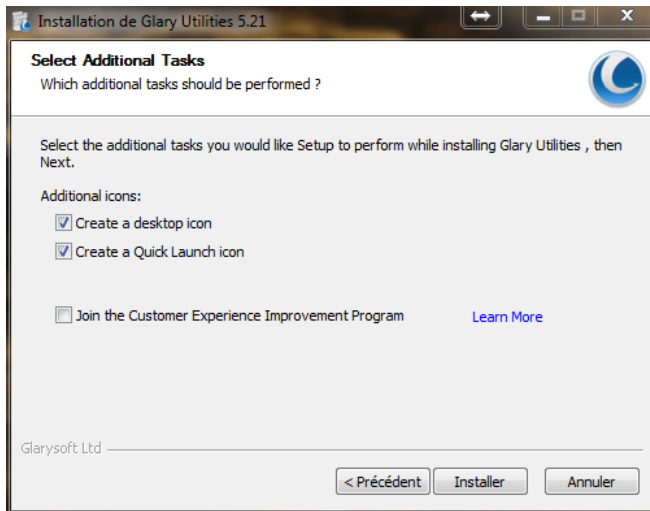 Installation de Glary Utilities 5.21
Select Additional Tasks
Which additional tasks should be performed ?
Select the additional tasks you would like Setup to perform while installing Glary Utilities , then
Next.
Additional icons:
Create a desktop icon
Create a Quick Launch icon
Join the Customer Experience Improvement Program Learn More
Glarysoft Ltd
< Précédent Installer Annuler